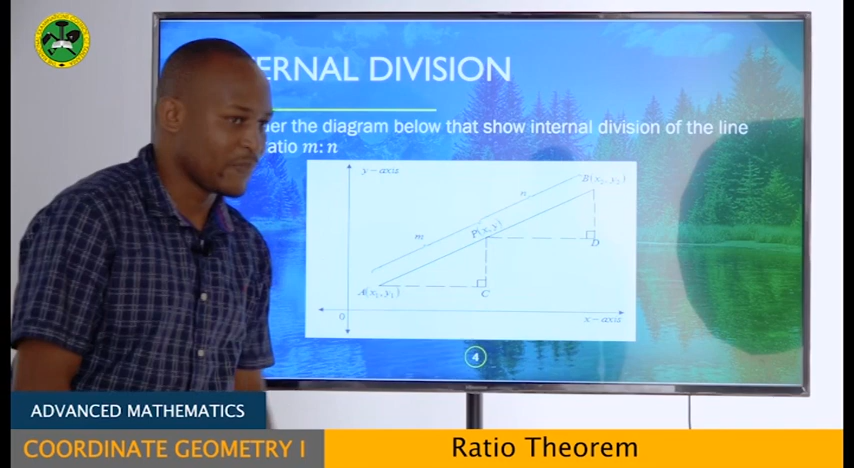 ERNAL DIVISION
er the diagram below that show internal division of the line
ratio m:n
y – axis
B(x₂, y₂)
n
m
P(x, y)
D
A(x₁, y₁)
C
0
x – axis
4
ADVANCED MATHEMATICS
COORDINATE GEOMETRY I
Ratio Theorem